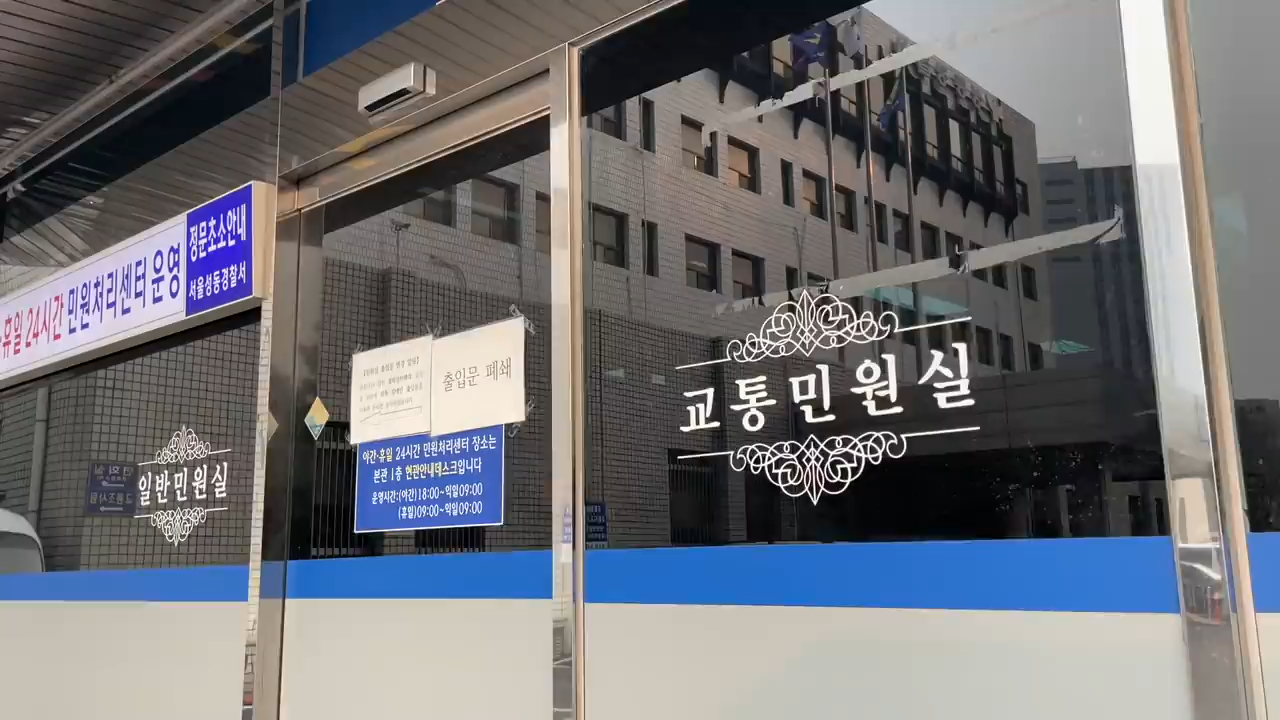 휴일 24시간 민원처리센터 운영
정문초소안내
서울성동경찰서
일반민원실
출입문 폐쇄
야간·휴일 24시간 민원처리센터 장소는
본관 1층 현관안내데스크입니다
운영시간:(야간)18:00~익일09:00
(휴일)09:00~익일09:00
교통민원실